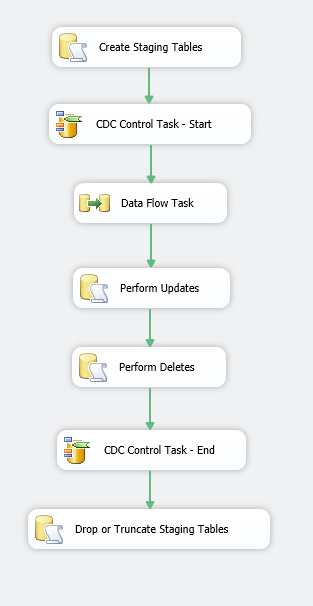 Create Staging Tables
CDC Control Task - Start
Data Flow Task
Perform Updates
Perform Deletes
CDC Control Task - End
Drop or Truncate Staging Tables